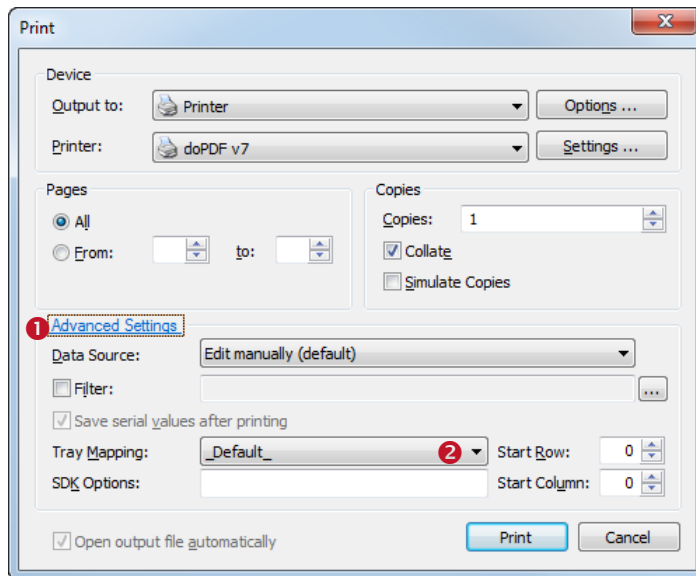 Print
Device
Output to: Printer Options ...
Printer: doPDF v7 Settings ...
Pages
All
From: to:
Copies
Copies: 1
Collate
Simulate Copies
1 Advanced Settings
Data Source: Edit manually (default)
Filter: ...
Save serial values after printing
Tray Mapping: _Default_ 2 Start Row: 0
SDK Options: Start Column: 0
Open output file automatically Print Cancel